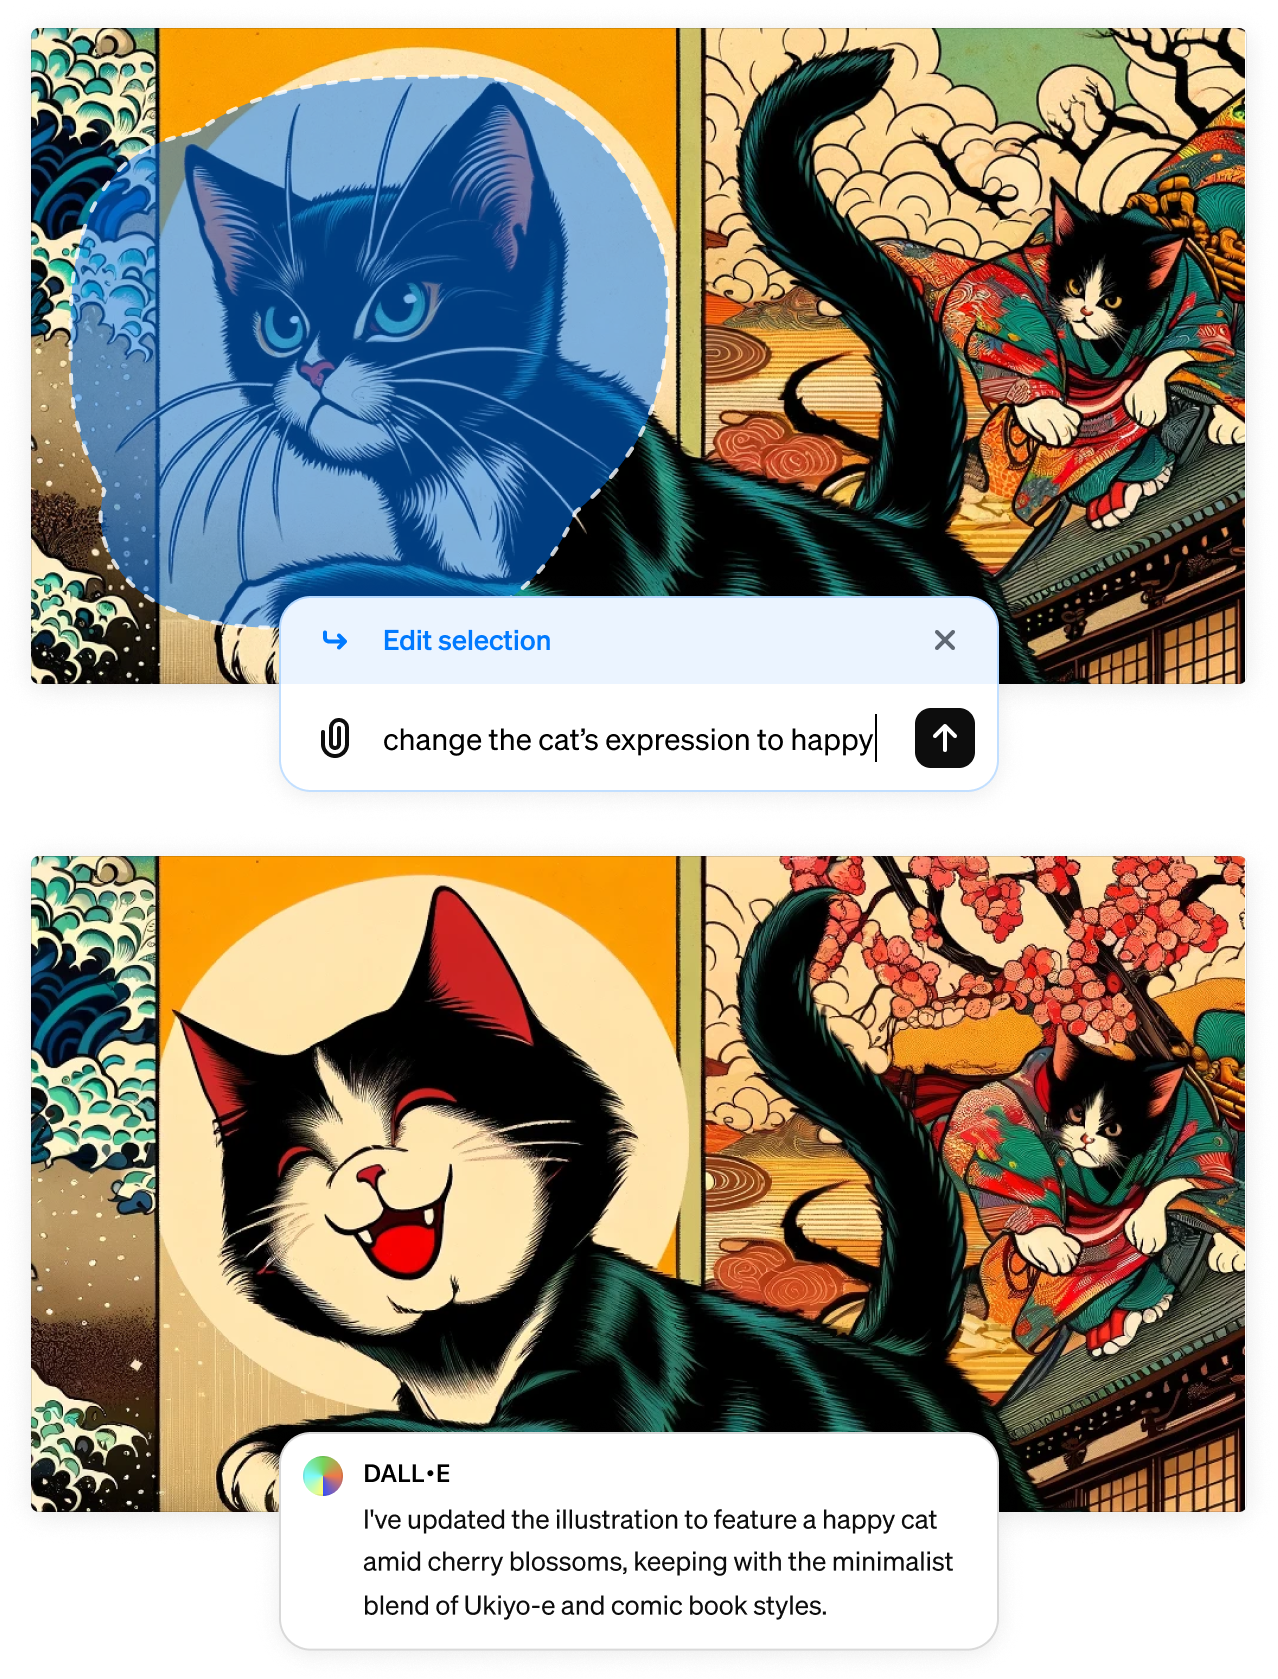 Edit selection
change the cat’s expression to happy
DALL•E
I've updated the illustration to feature a happy cat
amid cherry blossoms, keeping with the minimalist
blend of Ukiyo-e and comic book styles.